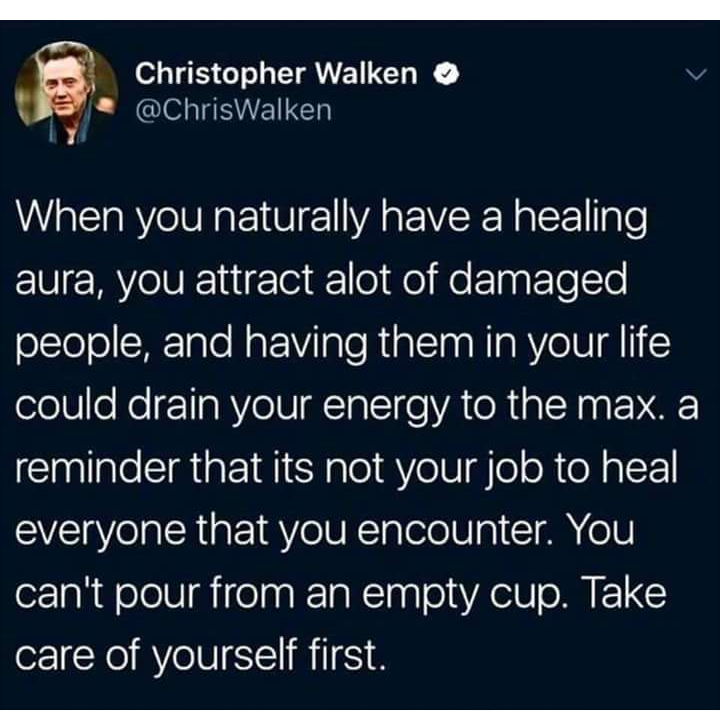 Christopher Walken
@ChrisWalken
When you naturally have a healing
aura, you attract alot of damaged
people, and having them in your life
could drain your energy to the max. a
reminder that its not your job to heal
everyone that you encounter. You
can't pour from an empty cup. Take
care of yourself first.